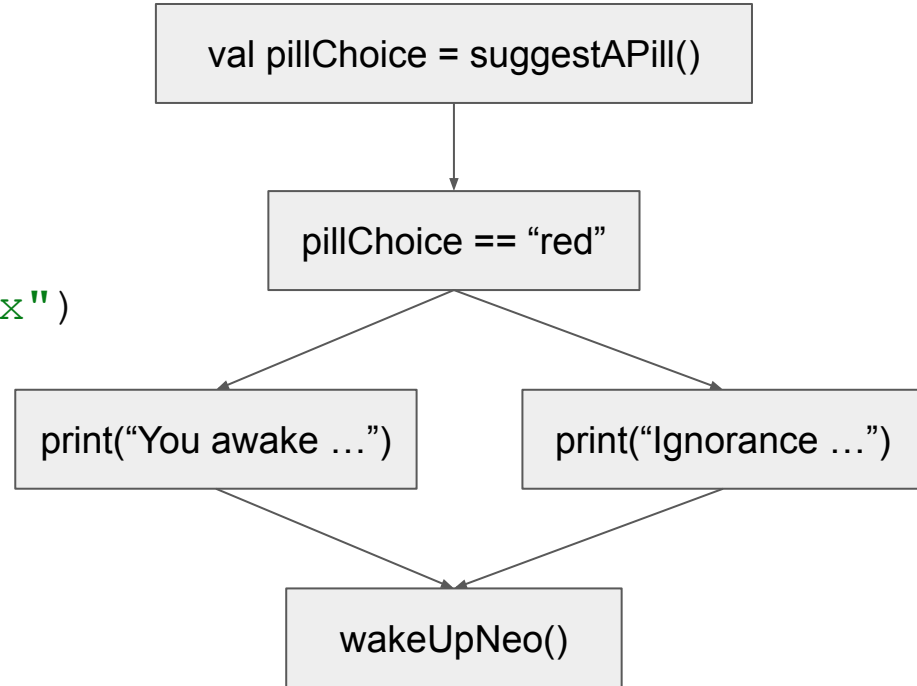 val pillChoice = suggestAPill()
pillChoice == “red”
x")
print(“You awake …”)
print(“Ignorance …”)
wakeUpNeo()